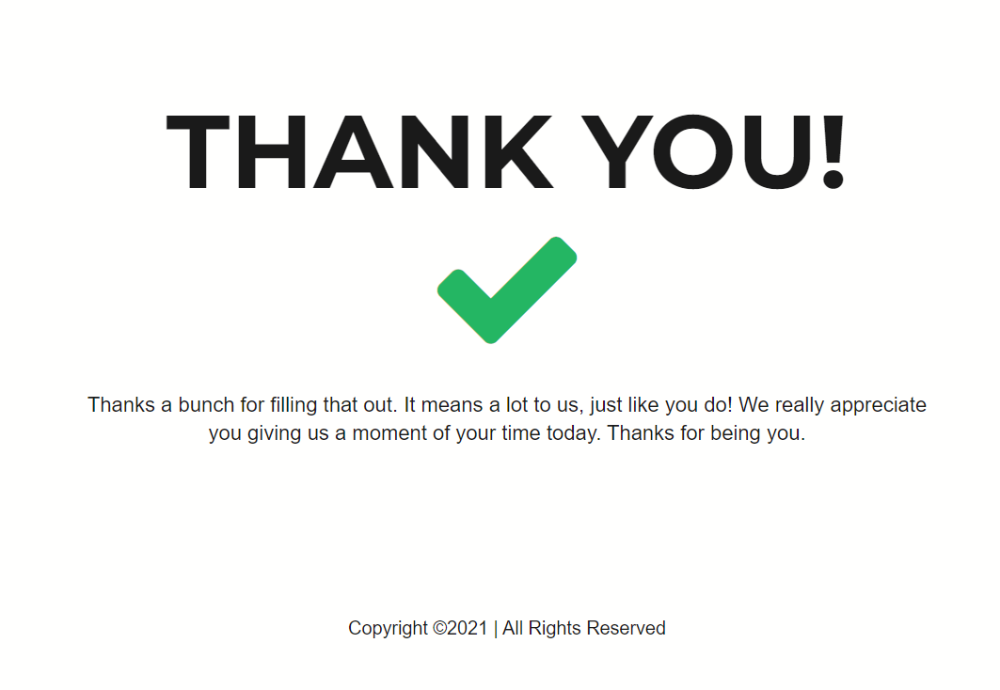 THANK YOU!
Thanks a bunch for filling that out. It means a lot to us, just like you do! We really appreciate
you giving us a moment of your time today. Thanks for being you.
Copyright ©2021 | All Rights Reserved